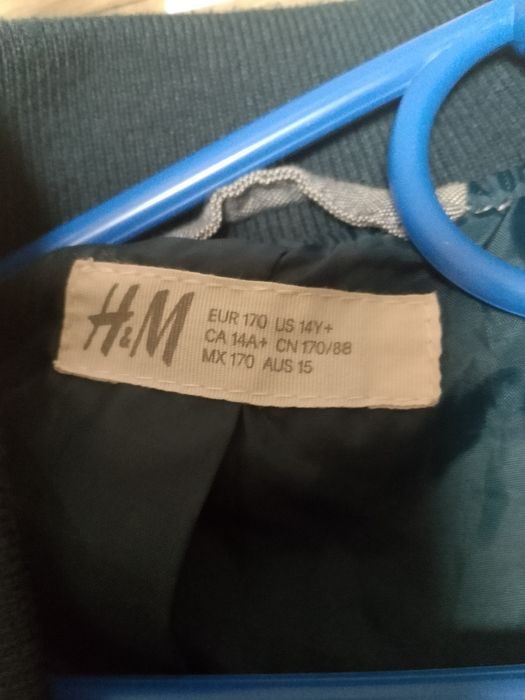 H&M
EUR 170 US 14Y+
CA 14A+ CN 170/88
MX 170 AUS 15